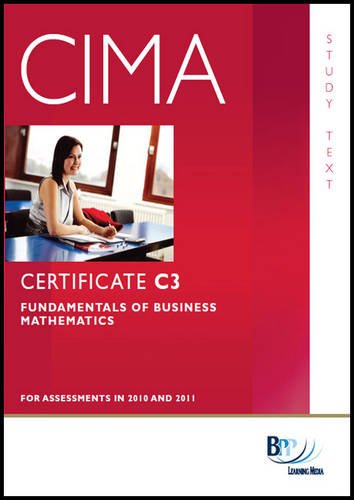 CIMA
STUDY TEXT
CERTIFICATE C3
FUNDAMENTALS OF BUSINESS
MATHEMATICS
FOR ASSESSMENTS IN 2010 AND 2011
BPP
LEARNING MEDIA